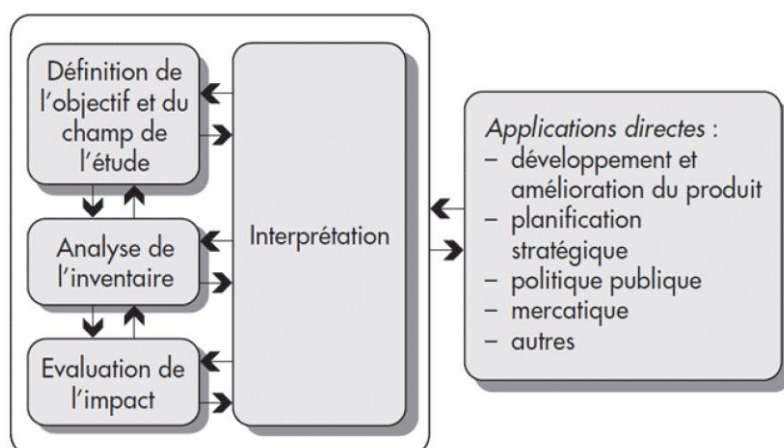 Définition de
l'objectif et du
champ de
l'étude
Analyse de
l'inventaire
Evaluation de
l'impact
Interprétation
Applications directes :
– développement et
amélioration du produit
– planification
stratégique
– politique publique
– mercatique
– autres